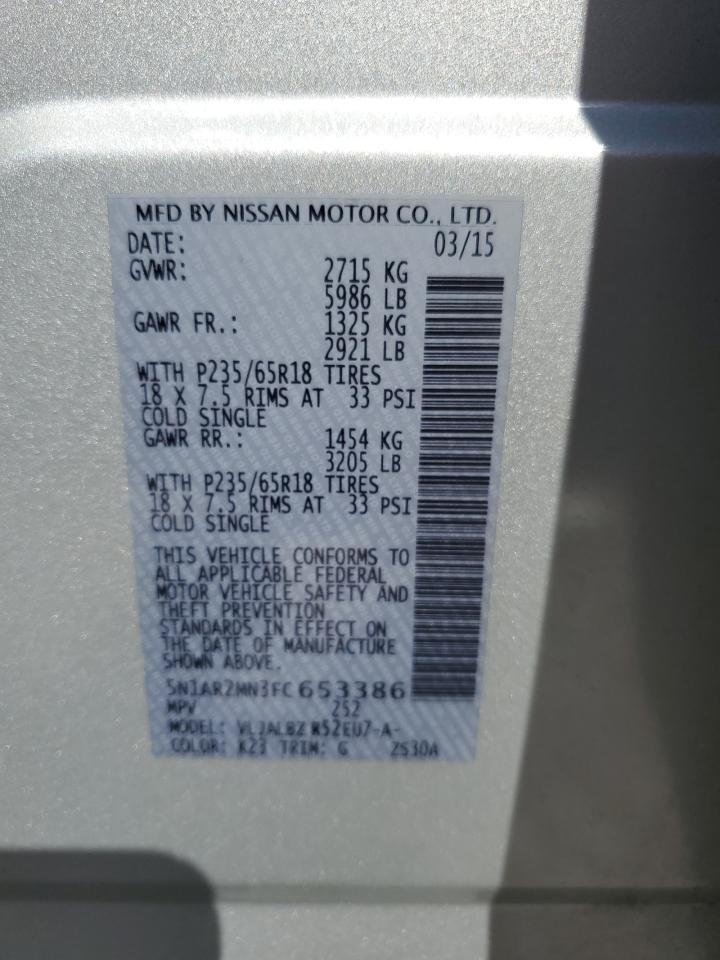 MFD BY NISSAN MOTOR CO., LTD.
DATE: 03/15
GVWR: 2715 KG
5986 LB
GAWR FR.: 1325 KG
2921 LB
WITH P235/65R18 TIRES
18 X 7.5 RIMS AT 33 PSI
COLD SINGLE
GAWR RR.: 1454 KG
3205 LB
WITH P235/65R18 TIRES
18 X 7.5 RIMS AT 33 PSI
COLD SINGLE
THIS VEHICLE CONFORMS TO
ALL APPLICABLE FEDERAL
MOTOR VEHICLE SAFETY AND
THEFT PREVENTION
STANDARDS IN EFFECT ON
THE DATE OF MANUFACTURE
SHOWN ABOVE.
5N1AR2MN3FC653386
MPV 252
MODEL:
COLOR: K23 TRIM: G